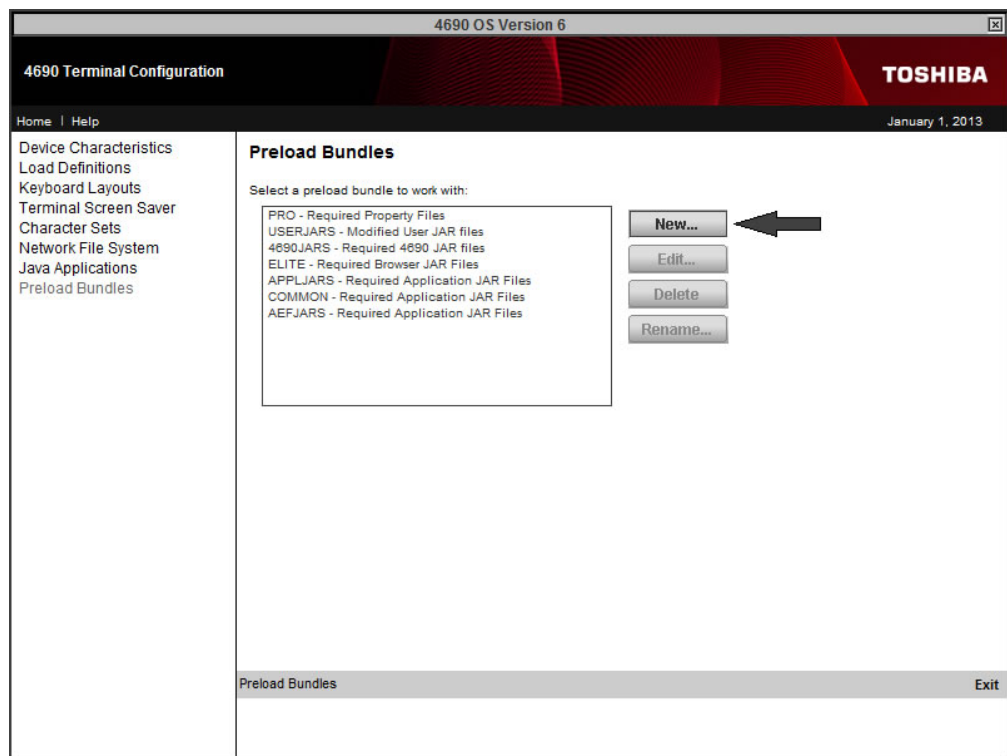 4690 OS Version 6
4690 Terminal Configuration
TOSHIBA
Home | Help
January 1, 2013
Device Characteristics
Load Definitions
Keyboard Layouts
Terminal Screen Saver
Character Sets
Network File System
Java Applications
Preload Bundles
Preload Bundles
Select a preload bundle to work with:
PRO - Required Property Files
USERJARS - Modified User JAR files
4690JARS - Required 4690 JAR files
ELITE - Required Browser JAR Files
APPLJARS - Required Application JAR Files
COMMON - Required Application JAR Files
AEFJARS - Required Application JAR Files
New...
Edit...
Delete
Rename...
Preload Bundles
Exit